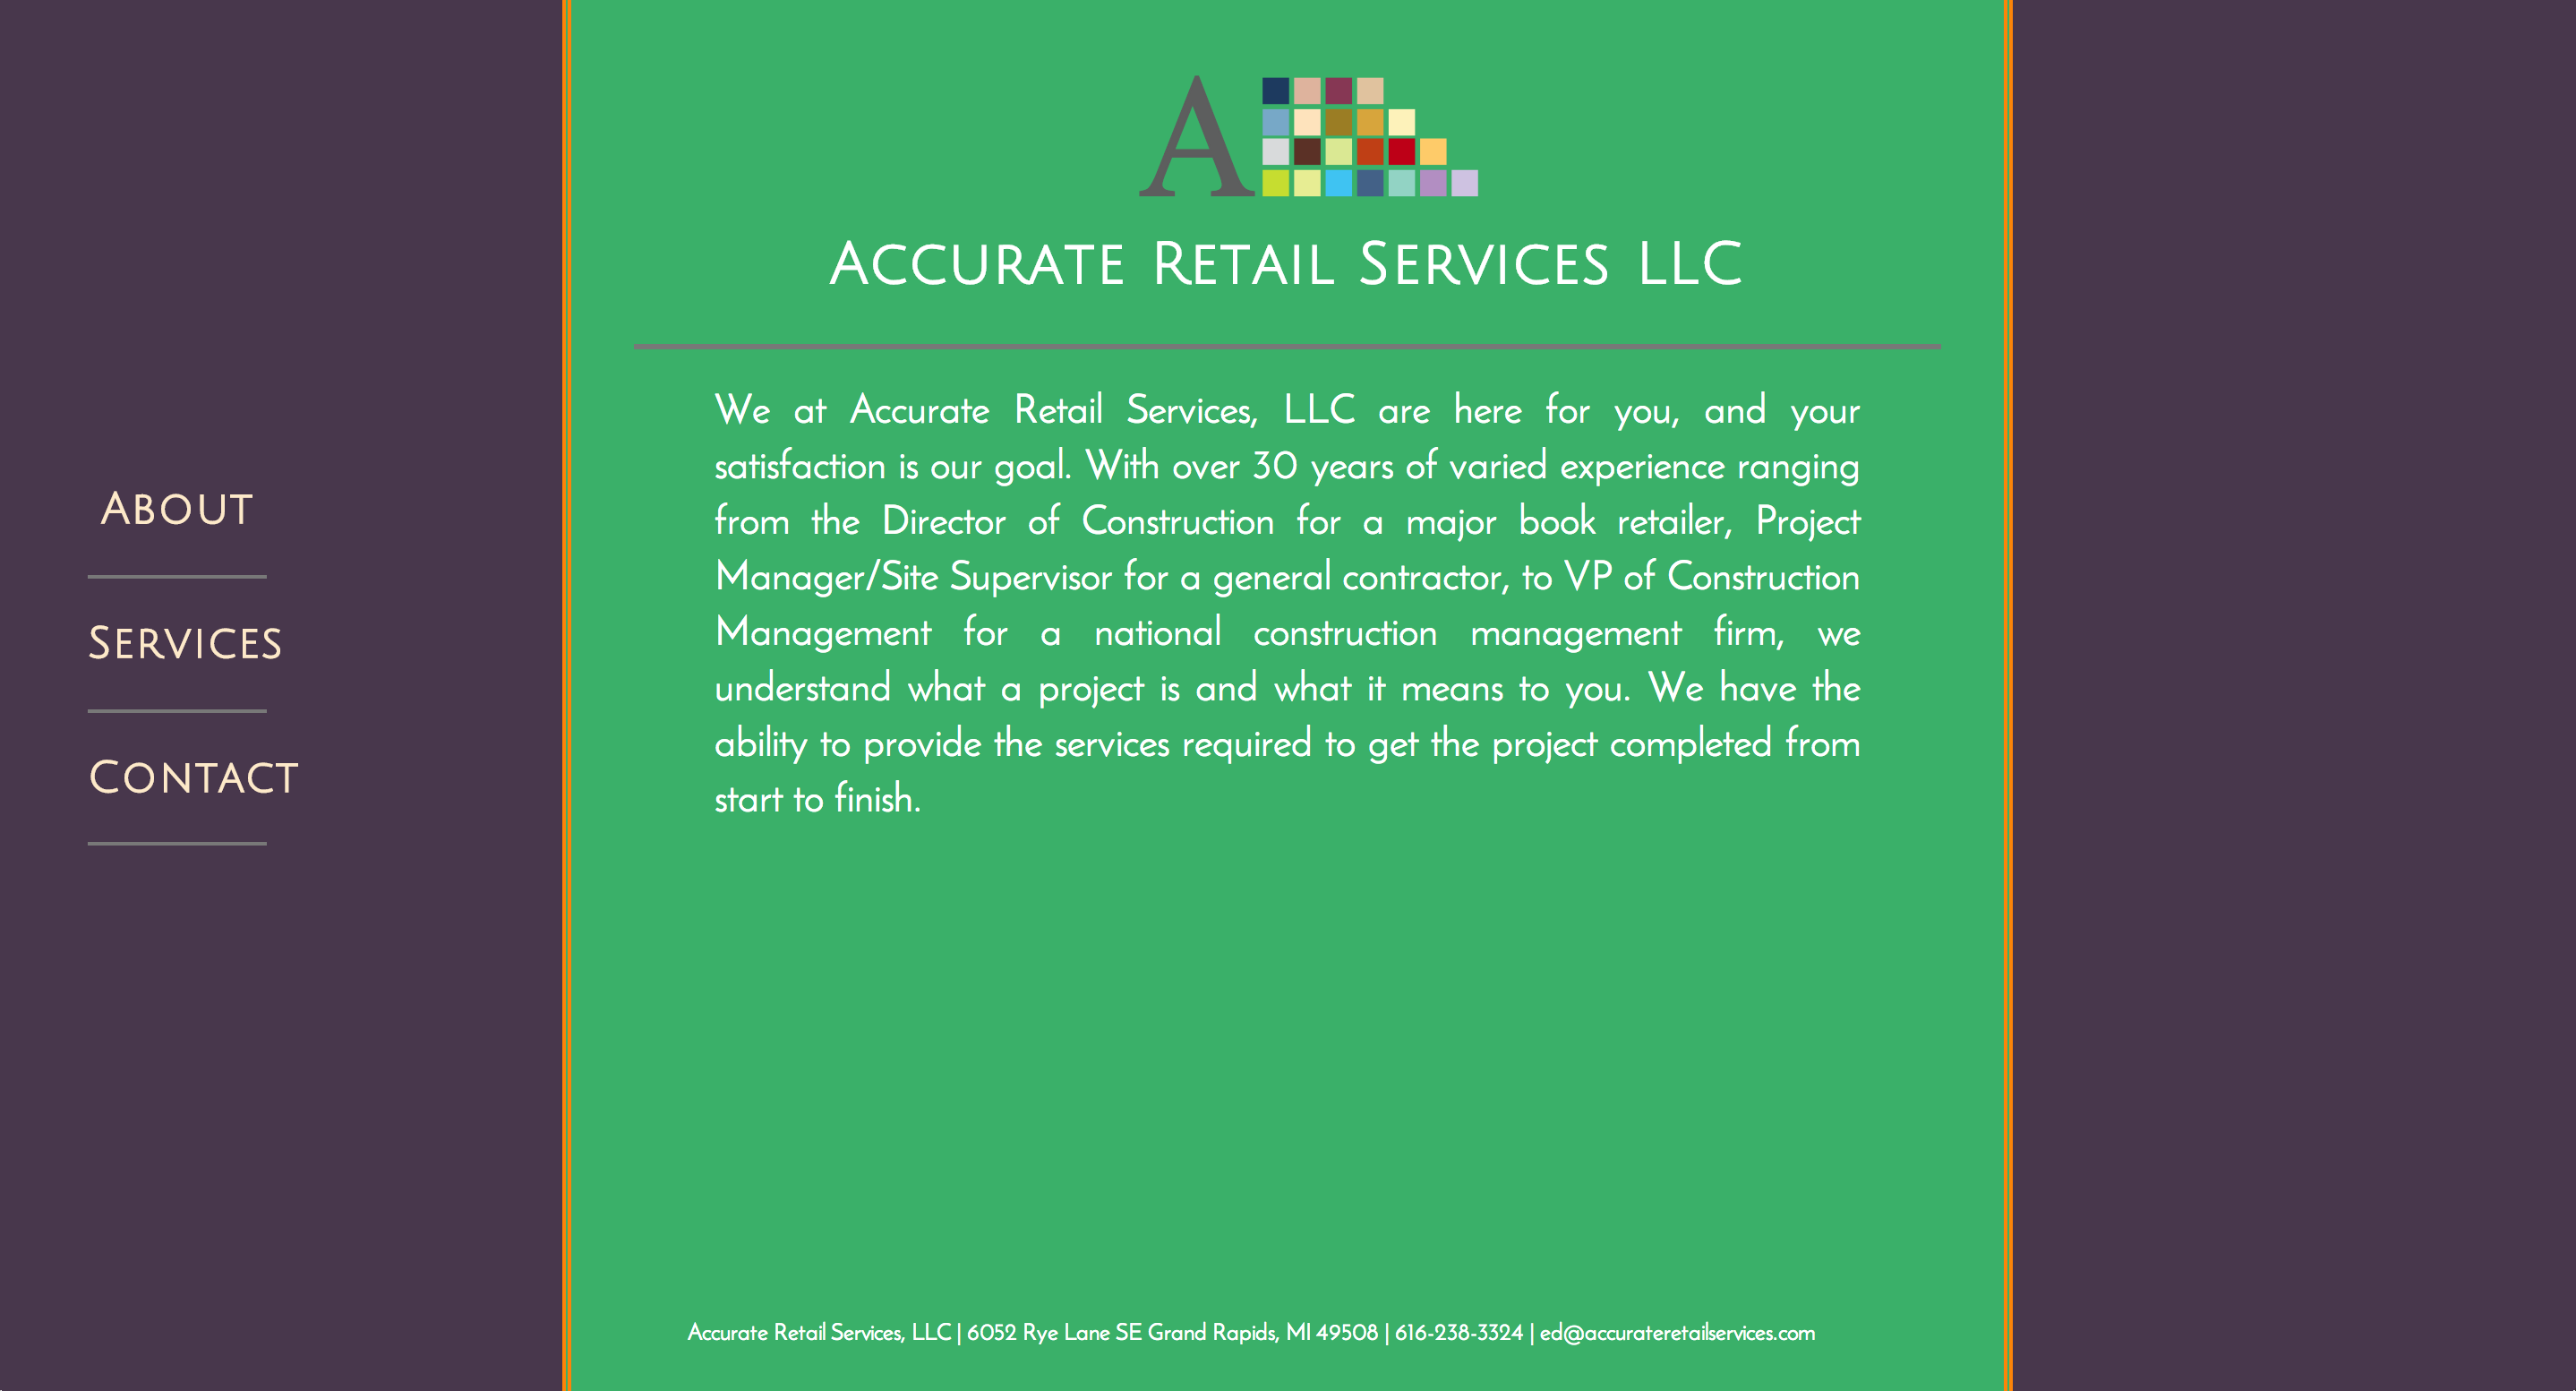 A
Accurate Retail Services LLC
About
Services
Contact
We at Accurate Retail Services, LLC are here for you, and your
satisfaction is our goal. With over 30 years of varied experience ranging
from the Director of Construction for a major book retailer, Project
Manager/Site Supervisor for a general contractor, to VP of Construction
Management for a national construction management firm, we
understand what a project is and what it means to you. We have the
ability to provide the services required to get the project completed from
start to finish.
Accurate Retail Services, LLC | 6052 Rye Lane SE Grand Rapids, MI 49508 | 616-238-3324 | ed@accurateretailservices.com